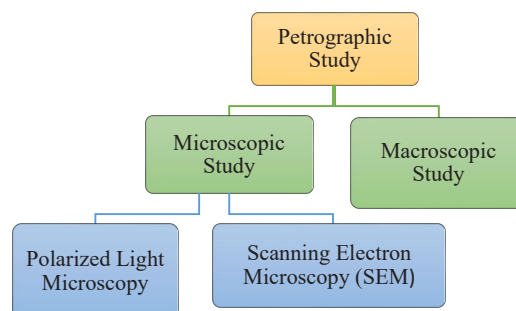 Petrographic
Study
Microscopic
Study
Macroscopic
Study
Polarized Light
Microscopy
Scanning Electron
Microscopy (SEM)